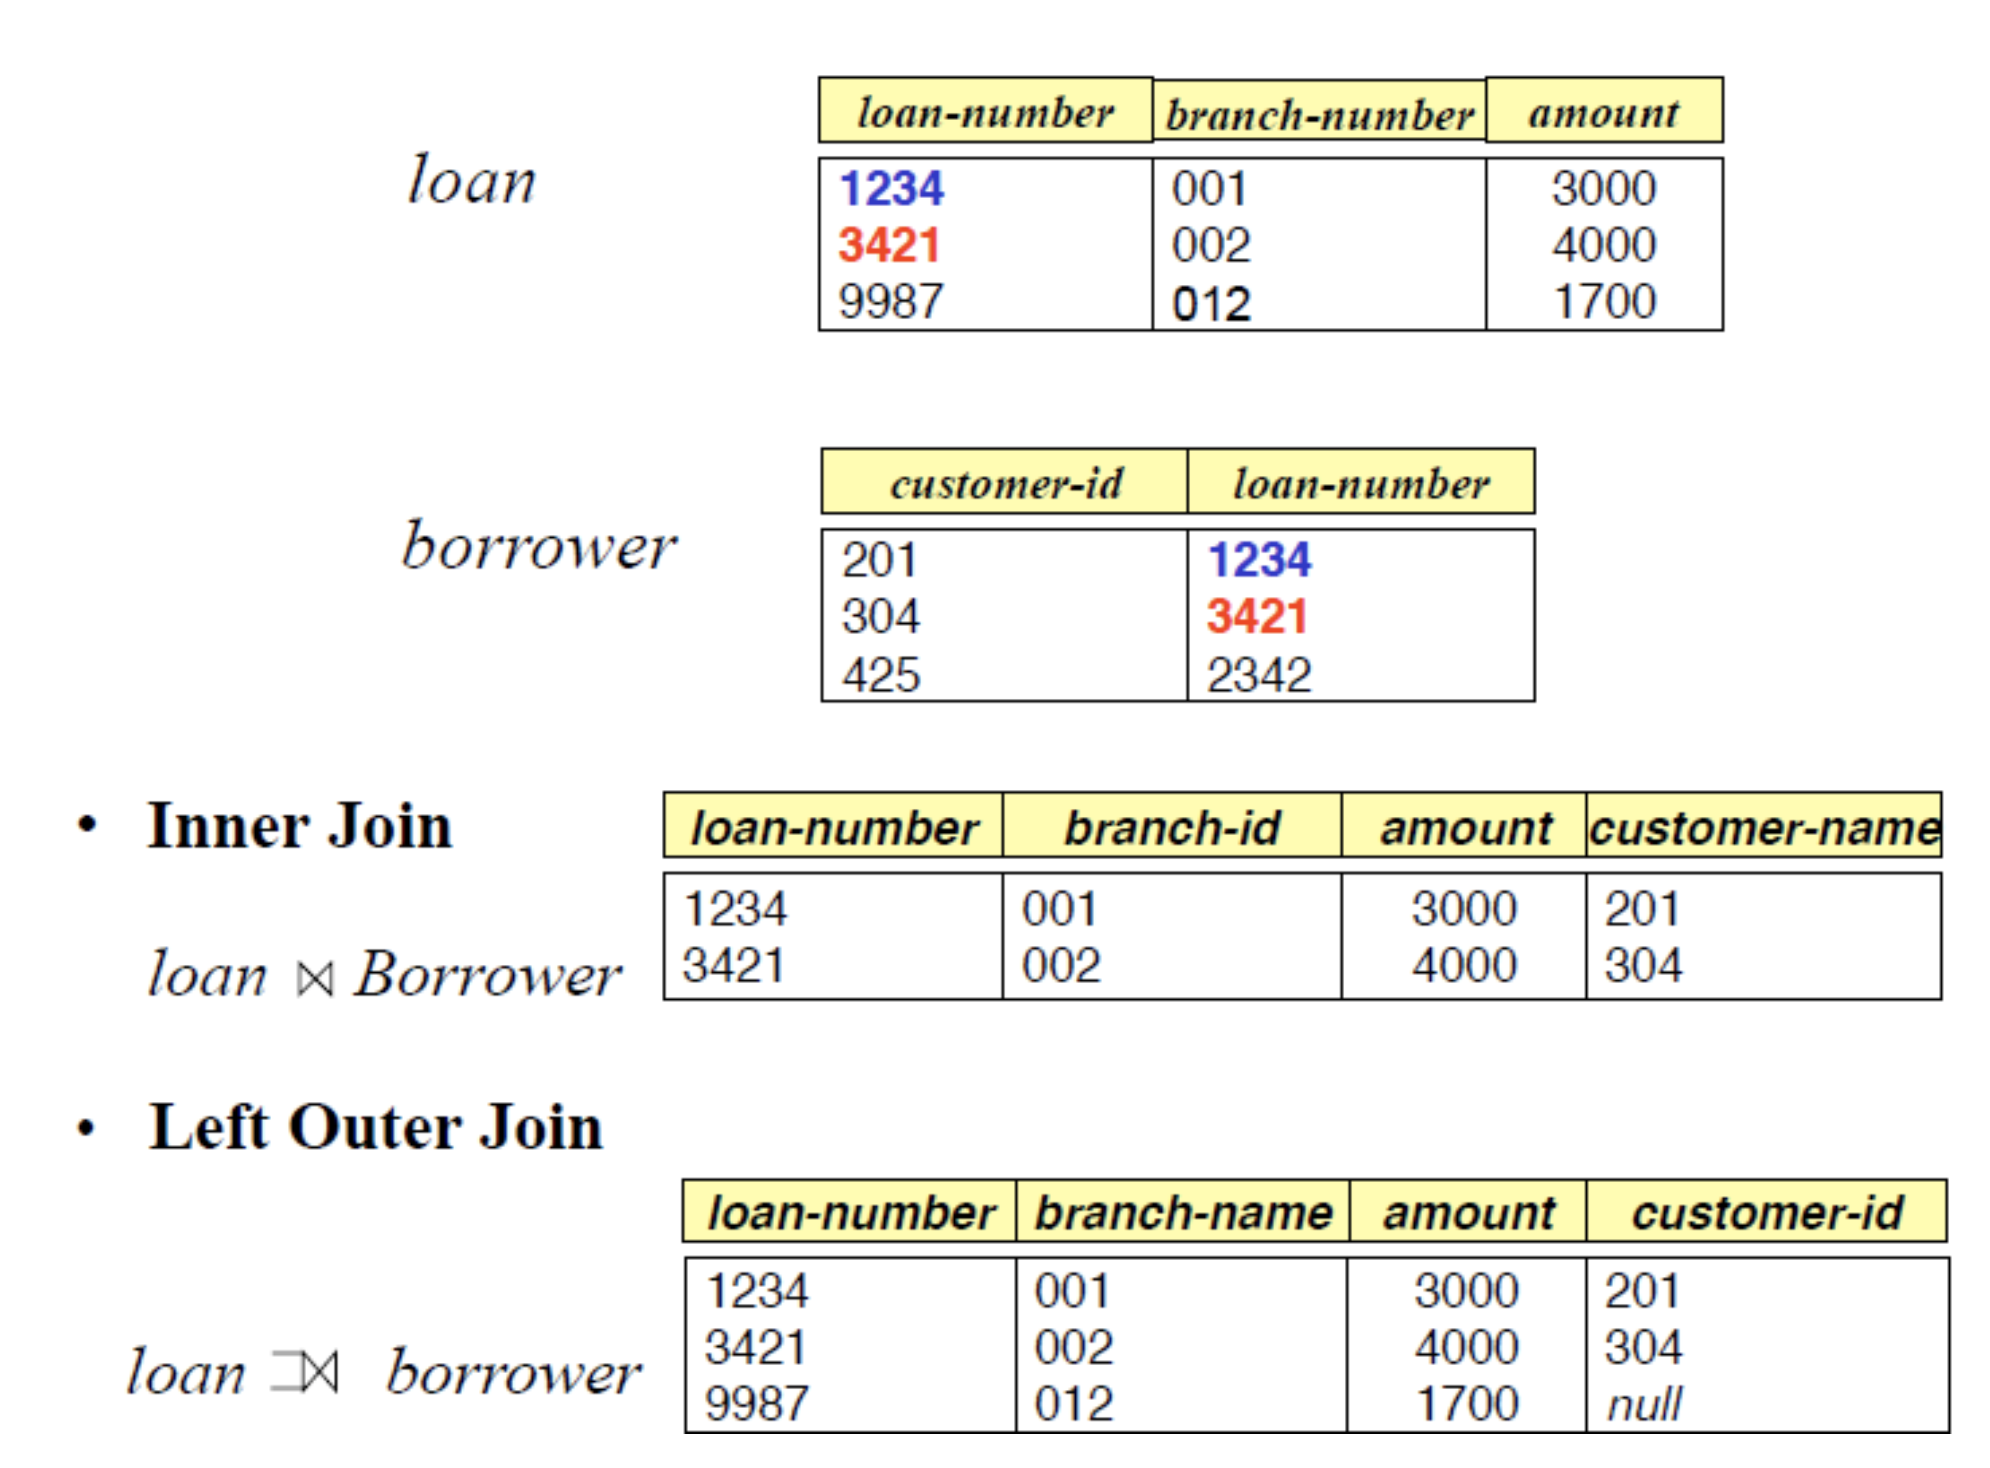 loan-number branch-number amount
loan
1234 001 3000
3421 002 4000
9987 012 1700
customer-id loan-number
borrower
201 1234
304 3421
425 2342
• Inner Join
loan-number branch-id amount customer-name
1234 001 3000 201
loan ⋈ Borrower
3421 002 4000 304
• Left Outer Join
loan-number branch-name amount customer-id
1234 001 3000 201
3421 002 4000 304
loan ⟕ borrower
9987 012 1700 null